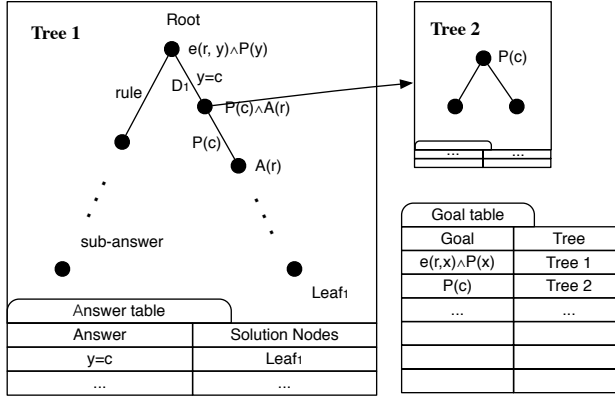 Tree 1
Root
e(r, y)∧P(y)
rule
D₁
y=c
P(c)∧A(r)
P(c)
A(r)
sub-answer
Leaf₁
Answer table
Answer Solution Nodes
y=c Leaf₁
... ...
Tree 2
P(c)
... ...
Goal table
Goal Tree
e(r,x)∧P(x) Tree 1
P(c) Tree 2
... ...